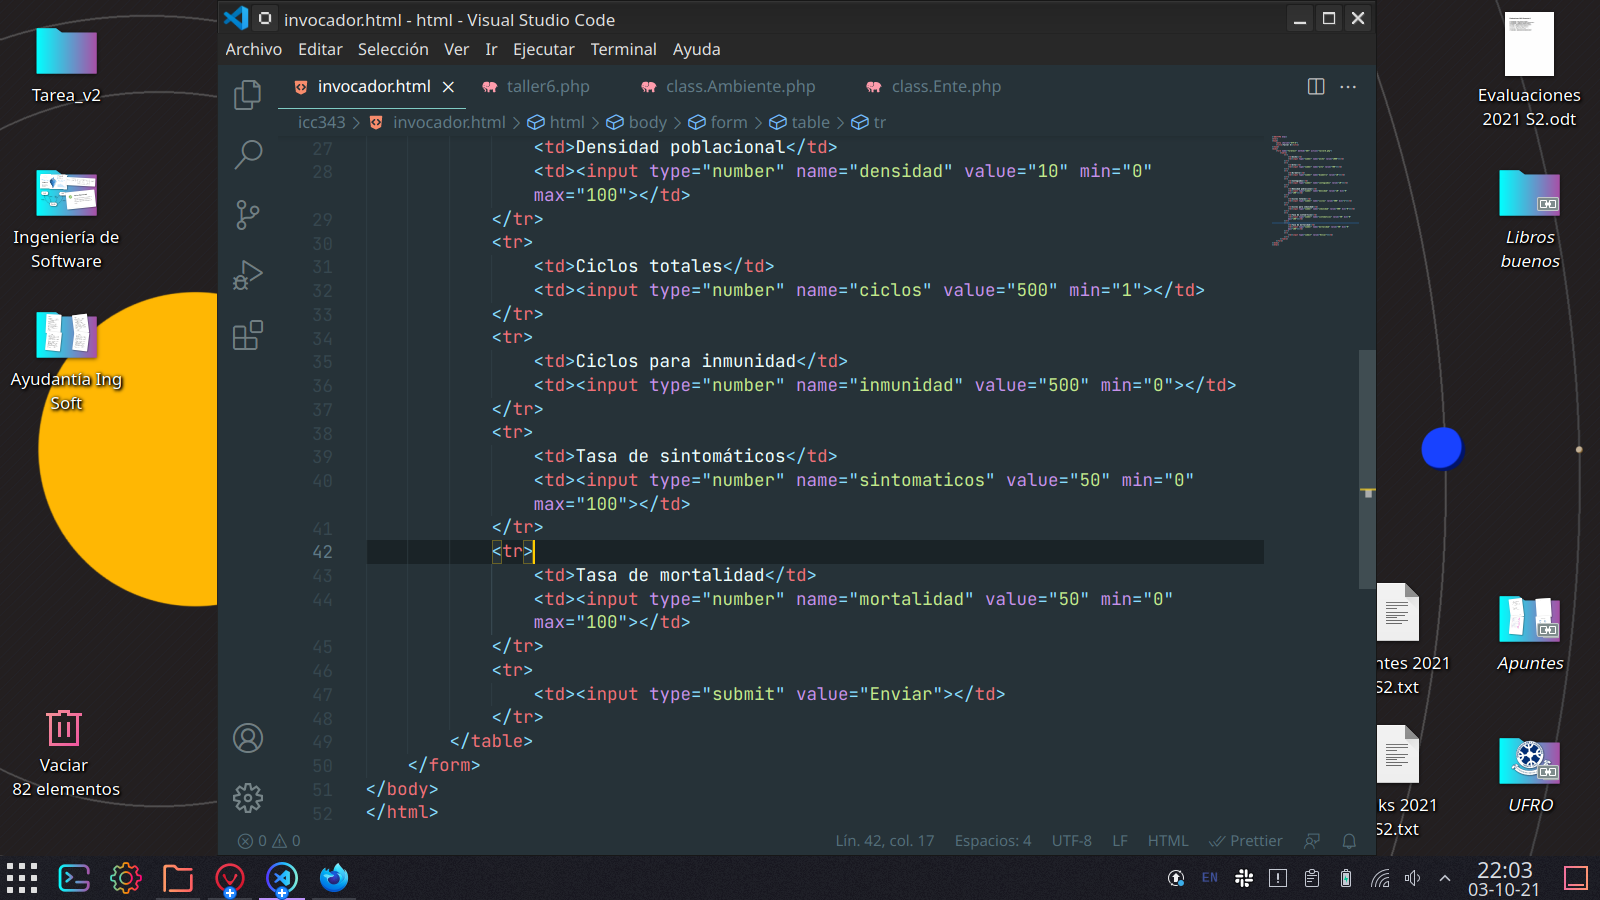 invocador.html - html - Visual Studio Code
Archivo Editar Selección Ver Ir Ejecutar Terminal Ayuda
invocador.html taller6.php class.Ambiente.php class.Ente.php
icc343 > invocador.html > html > body > form > table > tr
27 <td>Densidad poblacional</td>
28 <td><input type="number" name="densidad" value="10" min="0"
max="100"></td>
29 </tr>
30 <tr>
31 <td>Ciclos totales</td>
32 <td><input type="number" name="ciclos" value="500" min="1"></td>
33 </tr>
34 <tr>
35 <td>Ciclos para inmunidad</td>
36 <td><input type="number" name="inmunidad" value="500" min="0"></td>
37 </tr>
38 <tr>
39 <td>Tasa de sintomáticos</td>
40 <td><input type="number" name="sintomaticos" value="50" min="0"
max="100"></td>
41 </tr>
42 <tr>
43 <td>Tasa de mortalidad</td>
44 <td><input type="number" name="mortalidad" value="50" min="0"
max="100"></td>
45 </tr>
46 <tr>
47 <td><input type="submit" value="Enviar"></td>
48 </tr>
49 </table>
50 </form>
51 </body>
52 </html>
0 0 Lín. 42, col. 17 Espacios: 4 UTF-8 LF HTML Prettier
Tarea_v2
Ingeniería de
Software
Ayudantía Ing
Soft
Vaciar
82 elementos
Evaluaciones
2021 S2.odt
Libros
buenos
ntes 2021
S2.txt
Apuntes
ks 2021
S2.txt
UFRO
EN
22:03
03-10-21